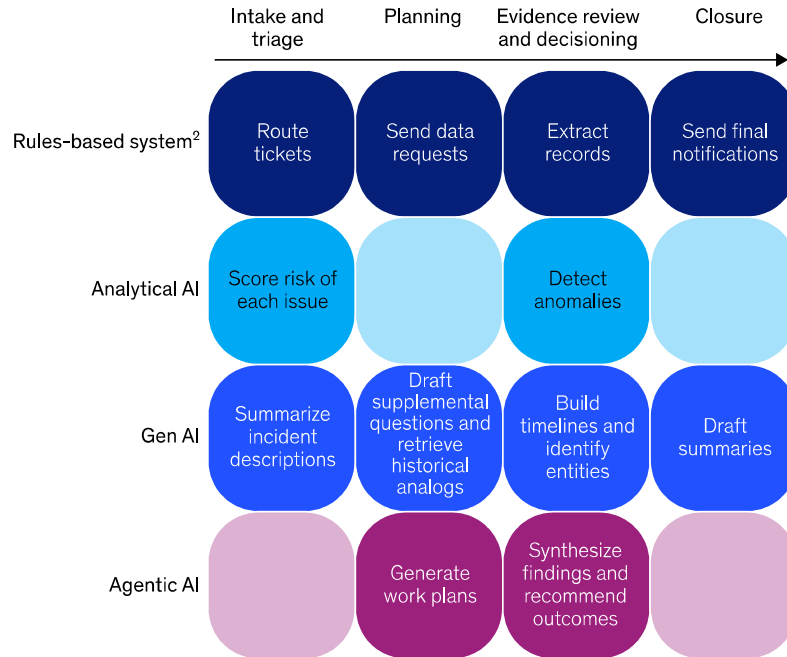 Intake and
triage
Planning
Evidence review
and decisioning
Closure
Rules-based system²
Route
tickets
Send data
requests
Extract
records
Send final
notifications
Analytical AI
Score risk of
each issue
Detect
anomalies
Gen AI
Summarize
incident
descriptions
Draft
supplemental
questions and
retrieve
historical
analogs
Build
timelines and
identify
entities
Draft
summaries
Agentic AI
Generate
work plans
Synthesize
findings and
recommend
outcomes